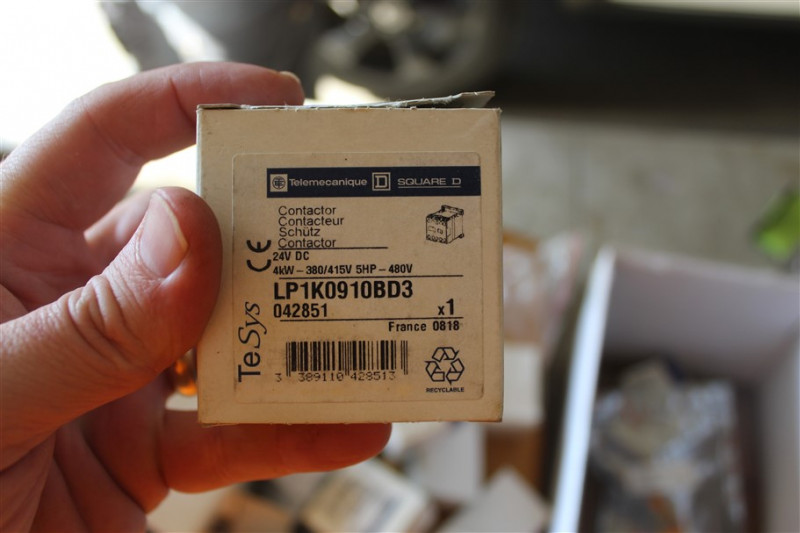 Telemecanique D SQUARE D
Contactor
Contacteur
Schütz
Contactor
24V DC
4kW – 380/415V 5HP – 480V
LP1K0910BD3
042851 x1
France 0818
TeSys CE
3 389110 428513
RECYCLABLE